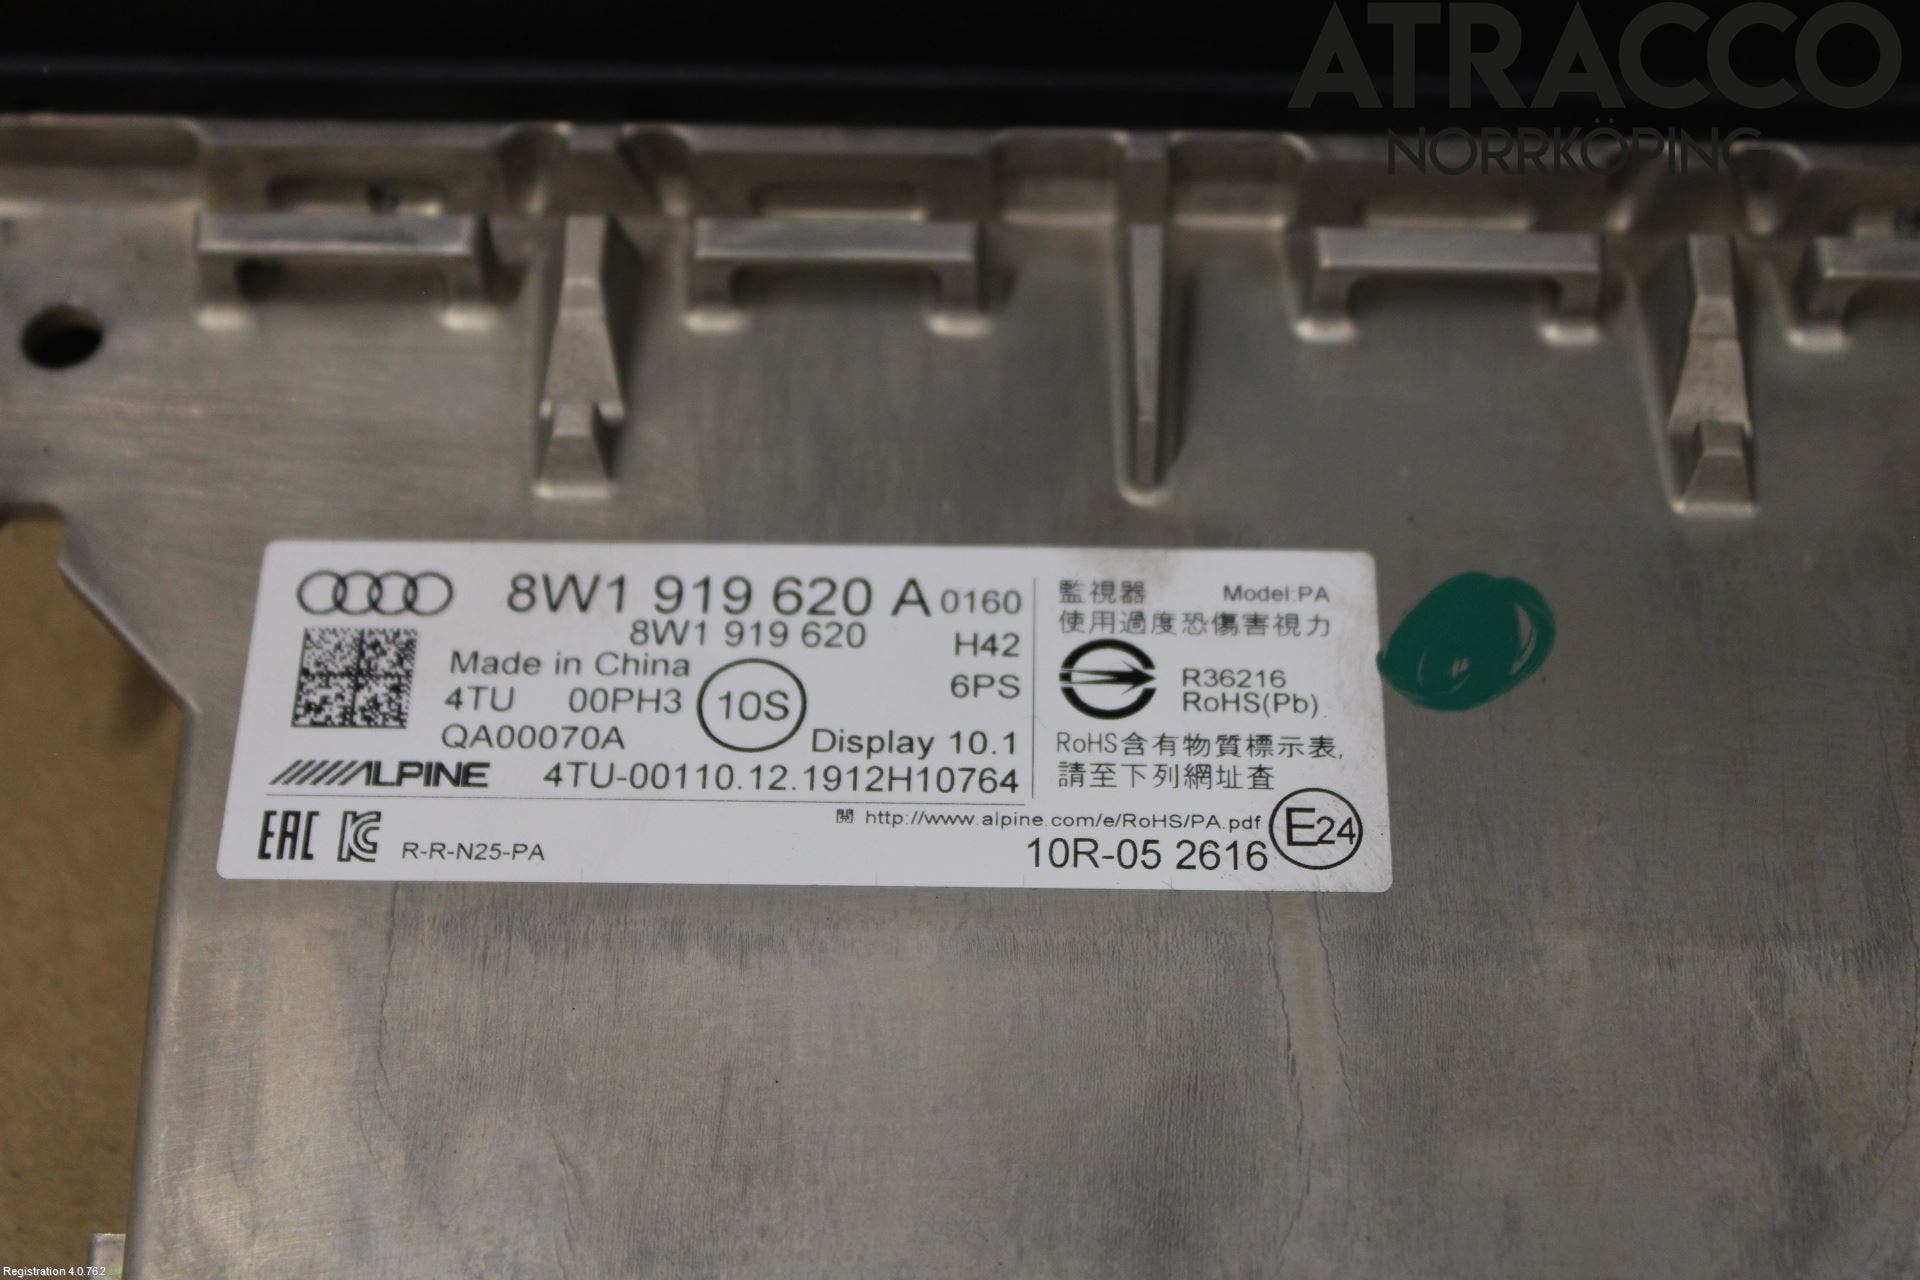 ATRACCO
NORRKÖPING
8W1 919 620 A 0160
8W1 919 620 H42
Made in China
4TU 00PH3 10S 6PS
QA00070A Display 10.1
ALPINE 4TU-00110.12.1912H10764
監視器 Model:PA
使用過度恐傷害視力
R36216
RoHS(Pb)
RoHS含有物質標示表,
請至下列網址查
閱 http://www.alpine.com/e/RoHS/PA.pdf
EAC KC R-R-N25-PA
10R-05 2616 E24
Registration 4.0.76.2